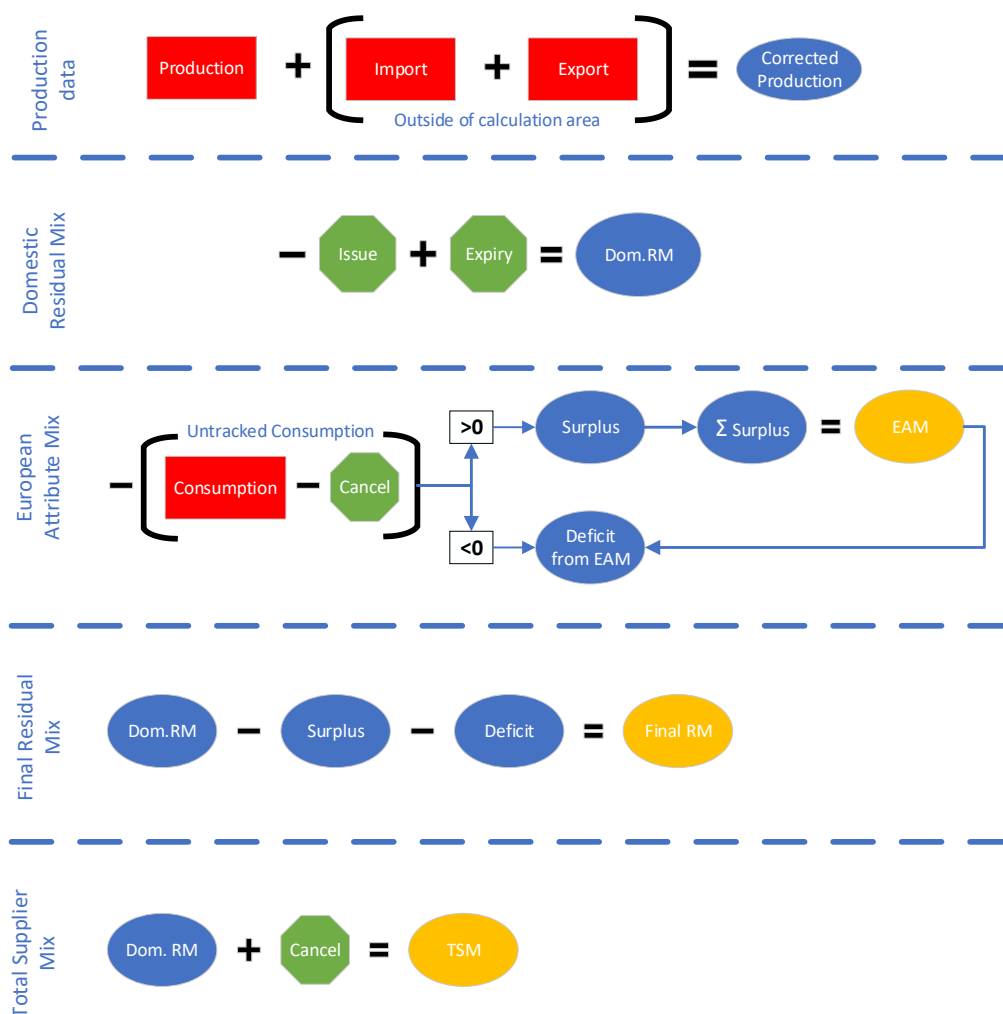 Production
data
Production + ( Import + Export ) = Corrected
Production
Outside of calculation area
Domestic
Residual Mix
− Issue + Expiry = Dom.RM
European
Attribute Mix
Untracked Consumption
− ( Consumption − Cancel )
>0 Surplus Σ Surplus = EAM
<0 Deficit
from EAM
Final Residual
Mix
Dom.RM − Surplus − Deficit = Final RM
Total Supplier
Mix
Dom. RM + Cancel = TSM